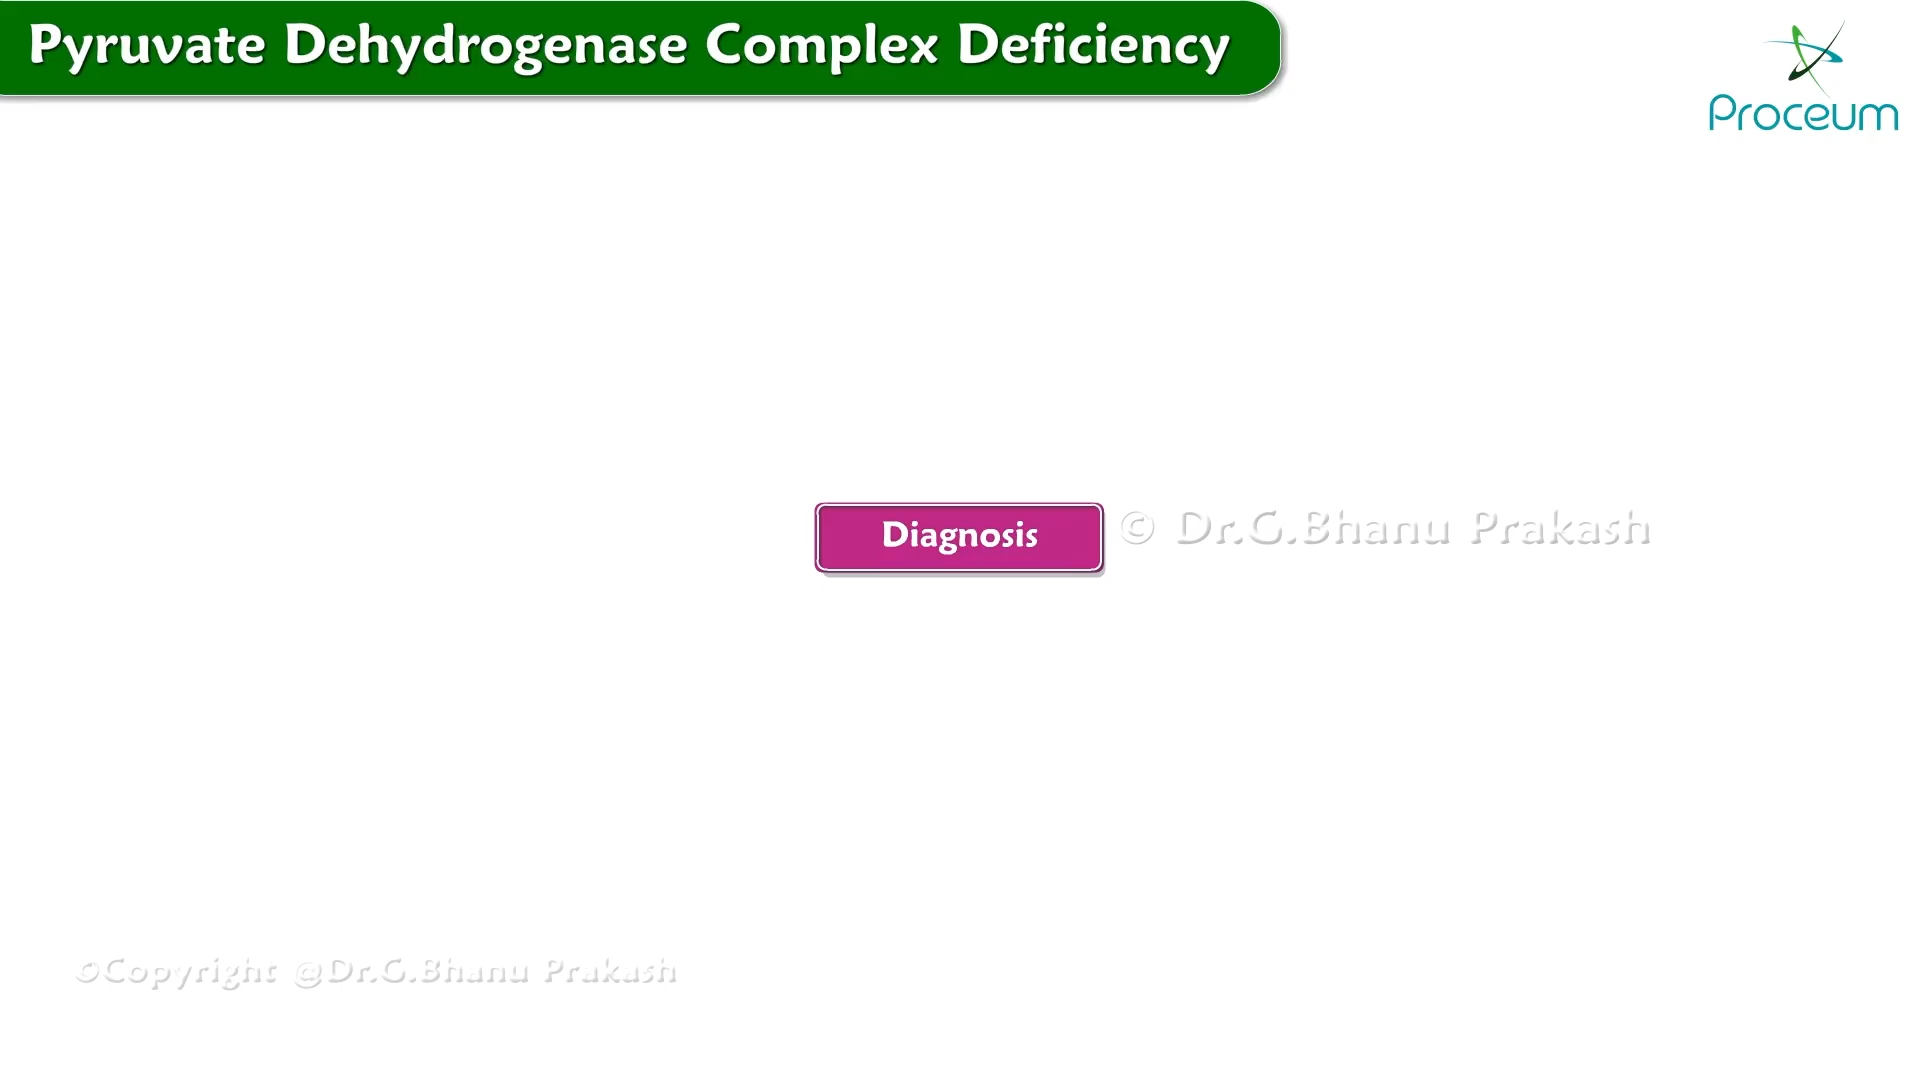 Pyruvate Dehydrogenase Complex Deficiency
Proceum
Diagnosis
© Dr.G.Bhanu Prakash
©Copyright @Dr.G.Bhanu Prakash